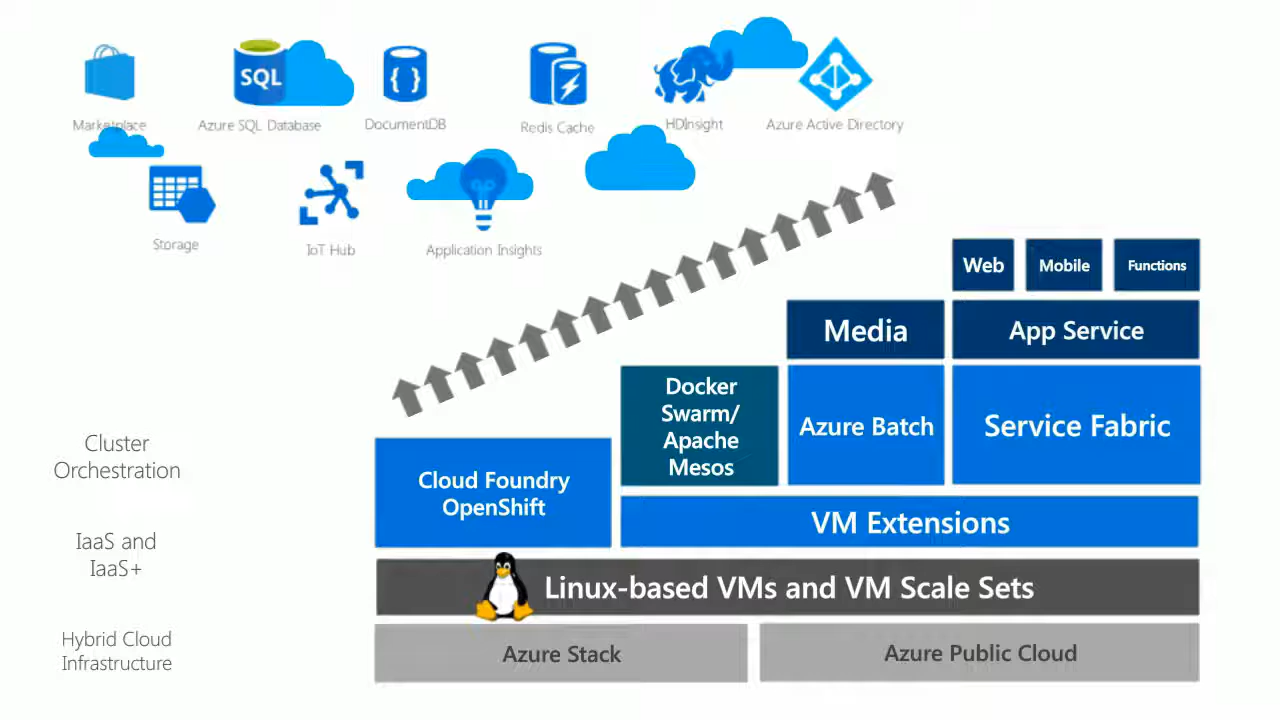 SQL
Marketplace
Azure SQL Database
DocumentDB
Redis Cache
HDInsight
Azure Active Directory
Storage
IoT Hub
Application Insights
Web
Mobile
Functions
Media
App Service
Docker
Swarm/
Apache
Mesos
Azure Batch
Service Fabric
Cluster
Orchestration
Cloud Foundry
OpenShift
VM Extensions
IaaS and
IaaS+
Linux-based VMs and VM Scale Sets
Hybrid Cloud
Infrastructure
Azure Stack
Azure Public Cloud